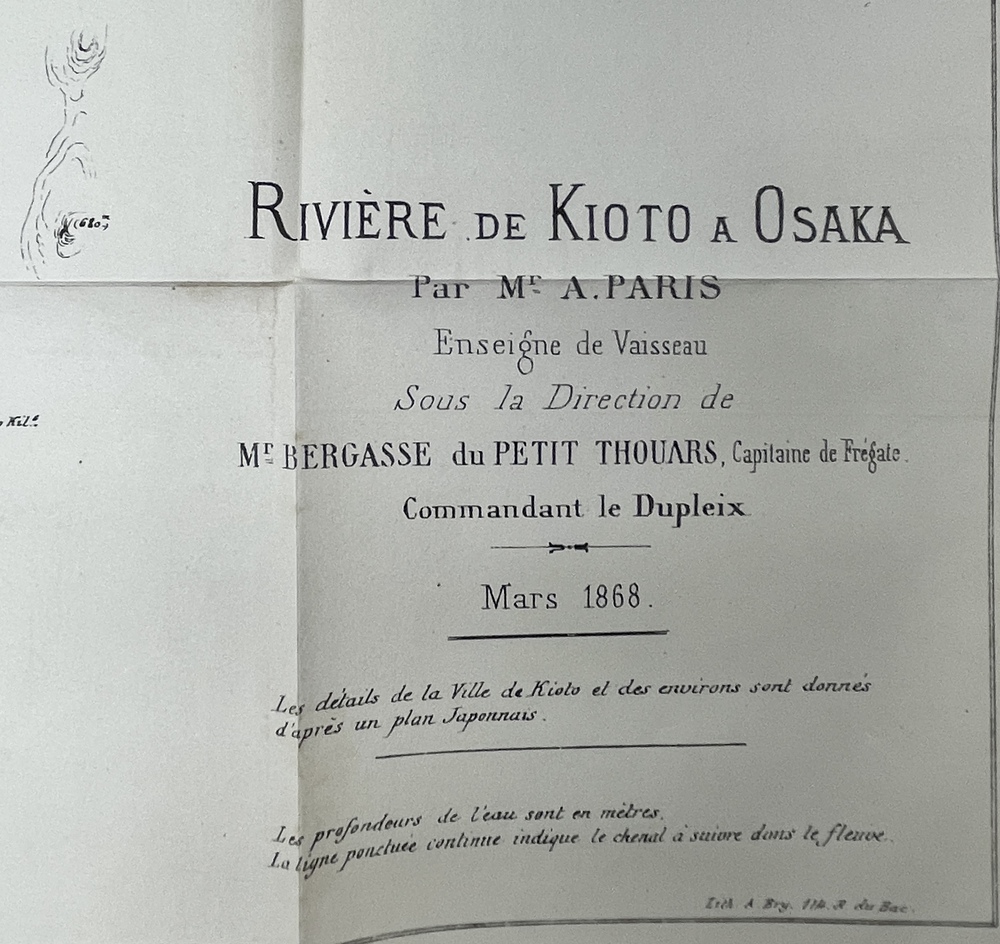 (680m)
RIVIÈRE DE KIOTO A OSAKA
Par Mr A. PARIS
Enseigne de Vaisseau
Kil.
Sous la Direction de
Mr BERGASSE du PETIT THOUARS, Capitaine de Frégate.
Commandant le Dupleix
Mars 1868.
Les détails de la Ville de Kioto et des environs sont donnés
d'après un plan Japonnais.
Les profondeurs de l'eau sont en mètres.
La ligne ponctuée continue indique le chenal à suivre dans le fleuve.
Lith. A. Bry. 114. R. du Bac.